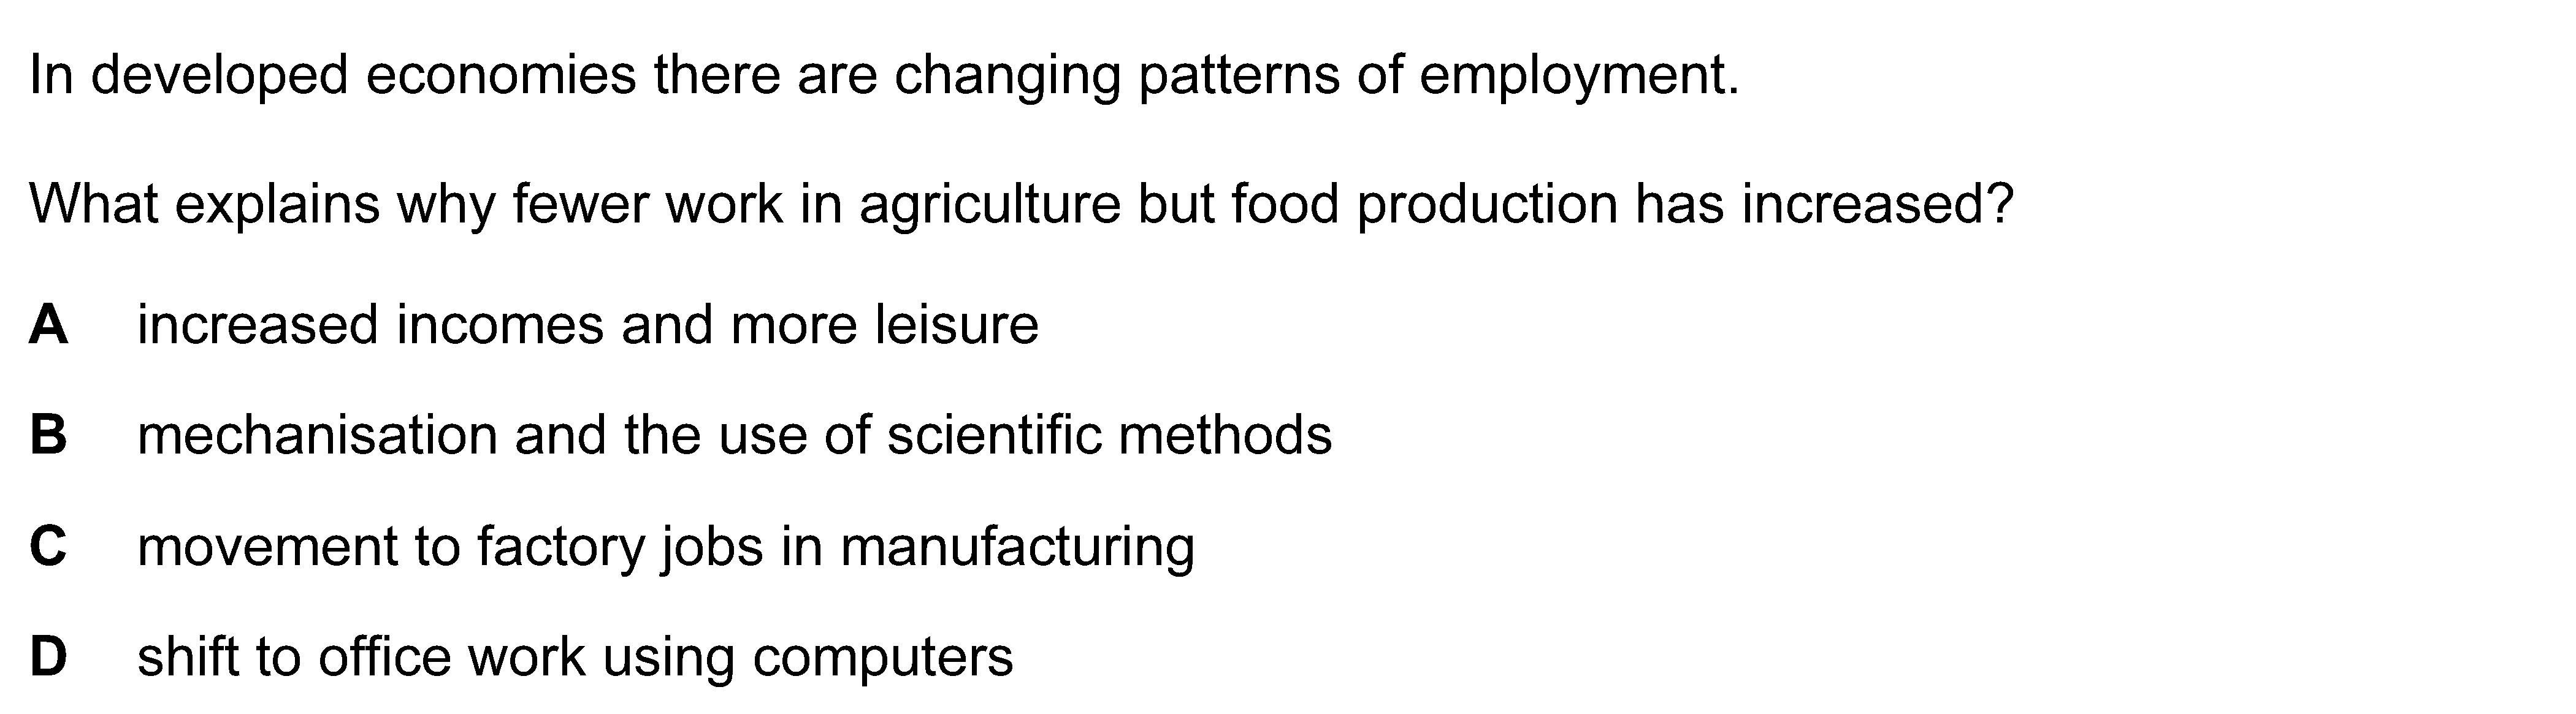 In developed economies there are changing patterns of employment.
What explains why fewer work in agriculture but food production has increased?
A increased incomes and more leisure
B mechanisation and the use of scientific methods
C movement to factory jobs in manufacturing
D shift to office work using computers